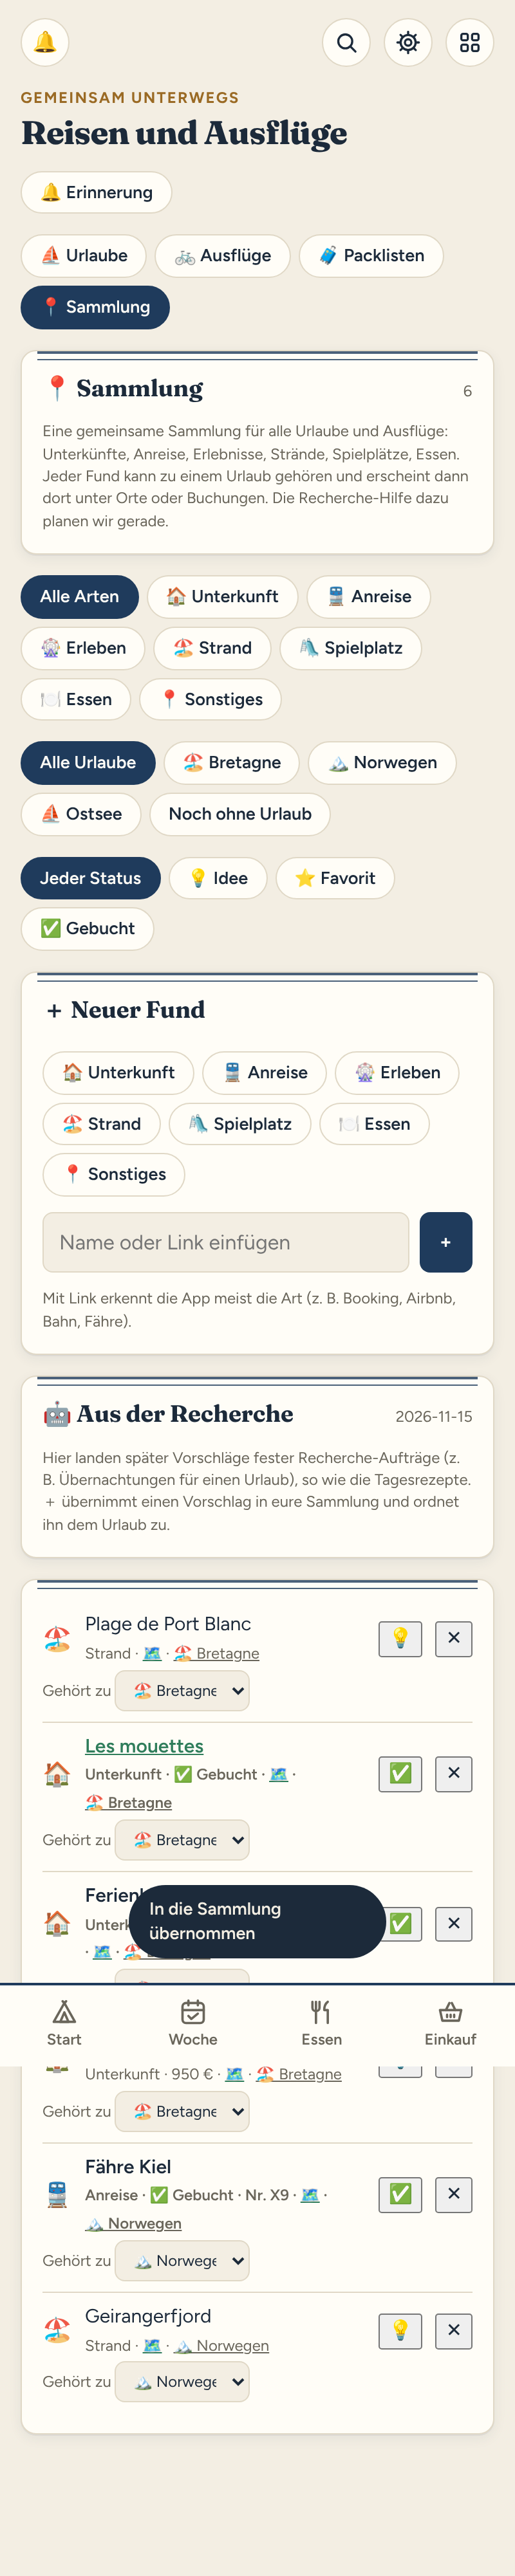 GEMEINSAM UNTERWEGS
Reisen und Ausflüge
🔔 Erinnerung
⛵ Urlaube 🚲 Ausflüge 🧳 Packlisten
📍 Sammlung
📍 Sammlung 6
Eine gemeinsame Sammlung für alle Urlaube und Ausflüge:
Unterkünfte, Anreise, Erlebnisse, Strände, Spielplätze, Essen.
Jeder Fund kann zu einem Urlaub gehören und erscheint dann
dort unter Orte oder Buchungen. Die Recherche-Hilfe dazu
planen wir gerade.
Alle Arten 🏠 Unterkunft 🚆 Anreise
🎡 Erleben 🏖️ Strand 🛝 Spielplatz
🍽️ Essen 📍 Sonstiges
Alle Urlaube 🏖️ Bretagne 🏔️ Norwegen
⛵ Ostsee Noch ohne Urlaub
Jeder Status 💡 Idee ⭐ Favorit
✅ Gebucht
+ Neuer Fund
🏠 Unterkunft 🚆 Anreise 🎡 Erleben
🏖️ Strand 🛝 Spielplatz 🍽️ Essen
📍 Sonstiges
Name oder Link einfügen +
Mit Link erkennt die App meist die Art (z. B. Booking, Airbnb,
Bahn, Fähre).
🤖 Aus der Recherche 2026-11-15
Hier landen später Vorschläge fester Recherche-Aufträge (z.
B. Übernachtungen für einen Urlaub), so wie die Tagesrezepte.
+ übernimmt einen Vorschlag in eure Sammlung und ordnet
ihn dem Urlaub zu.
Plage de Port Blanc
Strand · 🗺️ · 🏖️ Bretagne
Gehört zu 🏖️ Bretagne
Les mouettes
Unterkunft · ✅ Gebucht · 🗺️ ·
🏖️ Bretagne
Gehört zu 🏖️ Bretagne
In die Sammlung
übernommen
Start Woche Essen Einkauf
Unterkunft · 950 € · 🗺️ · 🏖️ Bretagne
Gehört zu 🏖️ Bretagne
Fähre Kiel
Anreise · ✅ Gebucht · Nr. X9 · 🗺️ ·
🏔️ Norwegen
Gehört zu 🏔️ Norwege
Geirangerfjord
Strand · 🗺️ · 🏔️ Norwegen
Gehört zu 🏔️ Norwege